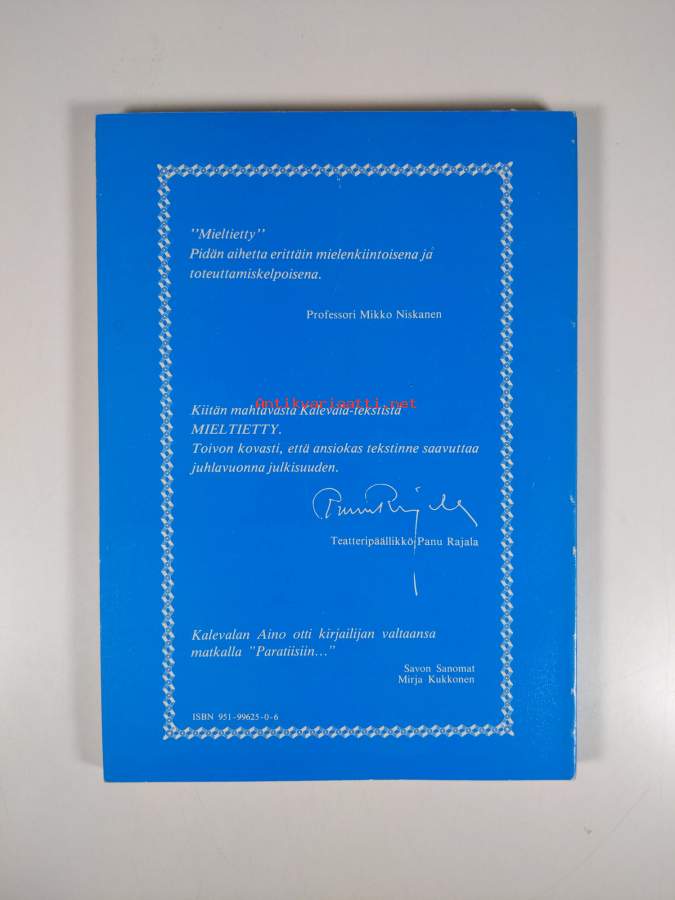 ''Mieltietty''
Pidän aihetta erittäin mielenkiintoisena ja
toteuttamiskelpoisena.
Professori Mikko Niskanen
Antikvariaatti.net
Kiitän mahtavasta Kalevala-tekstistä
MIELTIETTY.
Toivon kovasti, että ansiokas tekstinne saavuttaa
juhlavuonna julkisuuden.
Panu Rajala
Teatteripäällikkö Panu Rajala
Kalevalan Aino otti kirjailijan valtaansa
matkalla ''Paratiisiin...''
Savon Sanomat
Mirja Kukkonen
ISBN 951-99625-0-6